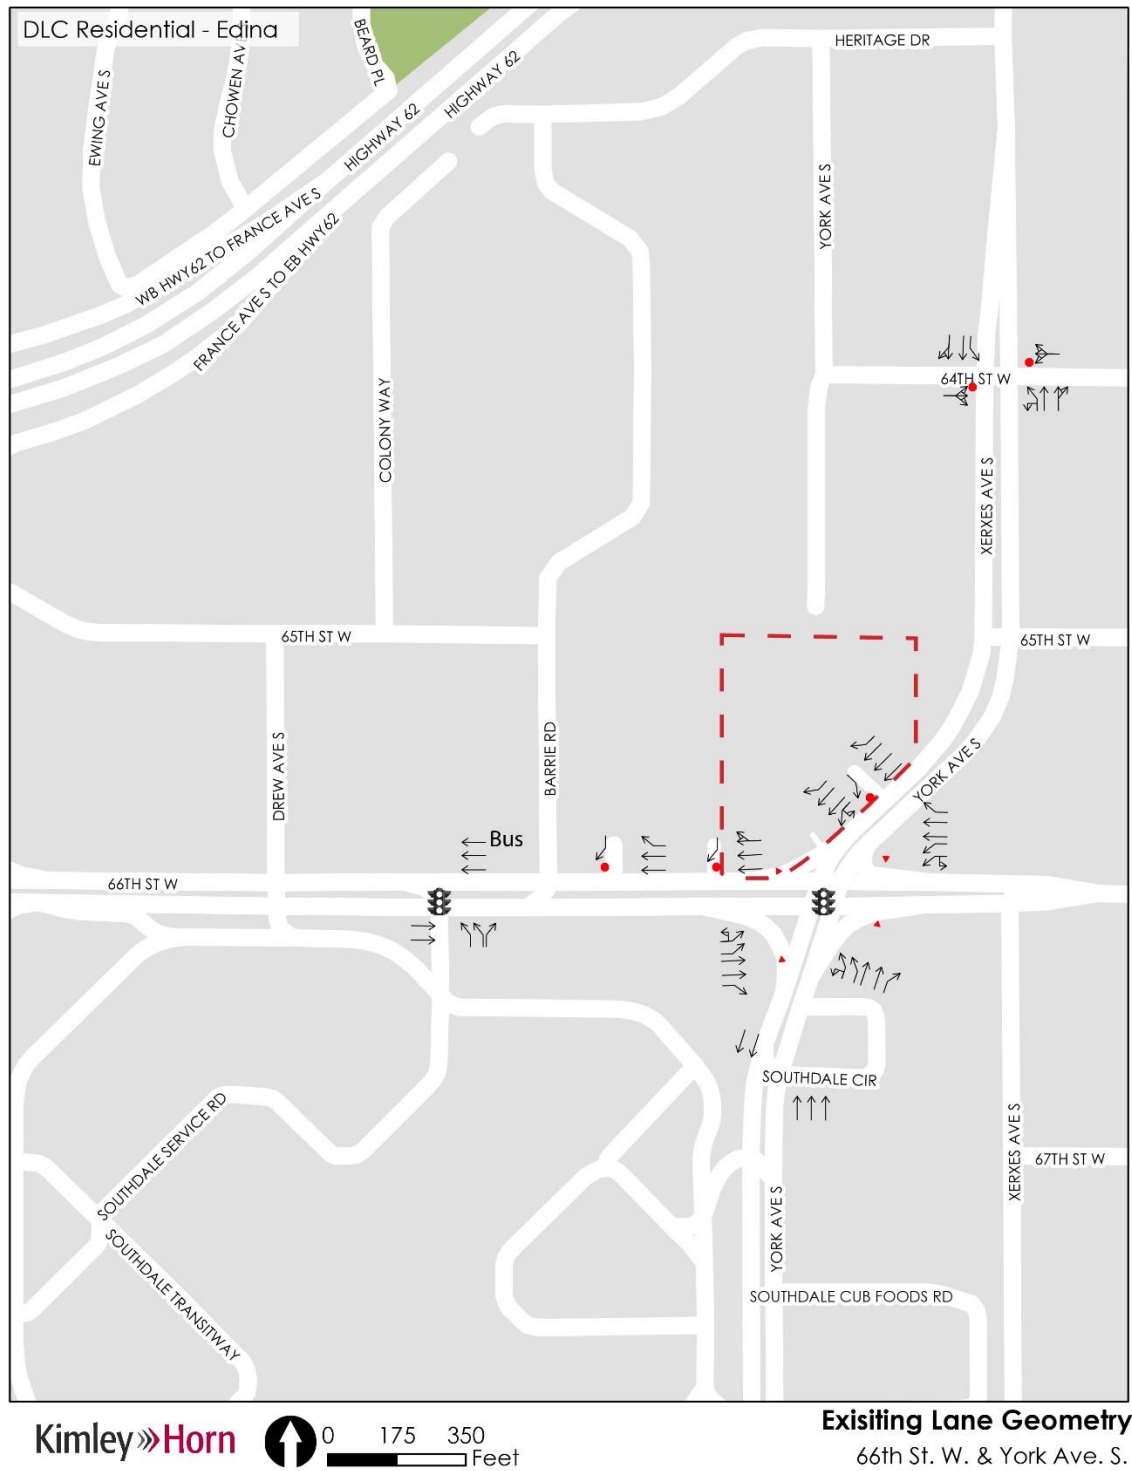 DLC Residential - Edina
EWING AVE S
CHOWEN AVE
BEARD PL
HIGHWAY 62
HIGHWAY 62
HERITAGE DR
YORK AVE S
WB HWY62 TO FRANCE AVE S
FRANCE AVE S TO EB HWY62
COLONY WAY
64TH ST W
XERXES AVE S
65TH ST W
65TH ST W
DREW AVE S
BARRIE RD
YORK AVE S
Bus
66TH ST W
SOUTHDALE CIR
SOUTHDALE SERVICE RD
XERXES AVE S
67TH ST W
YORK AVE S
SOUTHDALE TRANSITWAY
SOUTHDALE CUB FOODS RD
Kimley»Horn
0 175 350
Feet
Exisiting Lane Geometry
66th St. W. & York Ave. S.